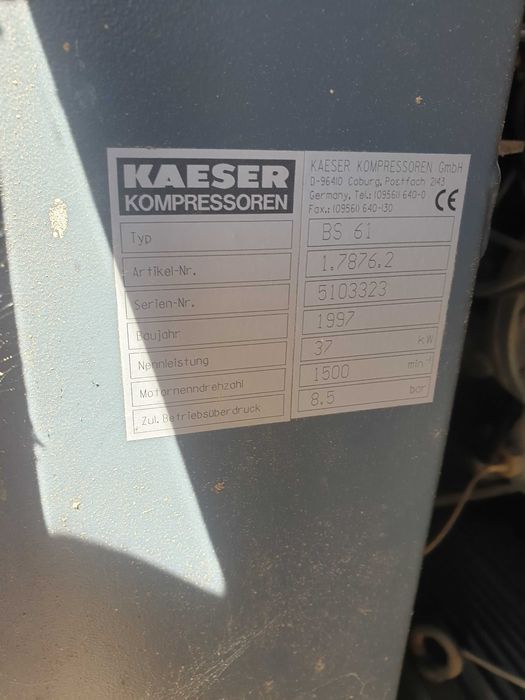 KAESER
KOMPRESSOREN
KAESER KOMPRESSOREN GmbH
D-96410 Coburg, Postfach 2143
Germany, Tel.: (09561) 640-0
Fax.: (09561) 640-130
CE
Typ BS 61
Artikel-Nr. 1.7876.2
Serien-Nr. 5103323
Baujahr 1997
Nennleistung 37 kW
Motornenndrehzahl 1500 min⁻¹
Zul. Betriebsüberdruck 8.5 bar